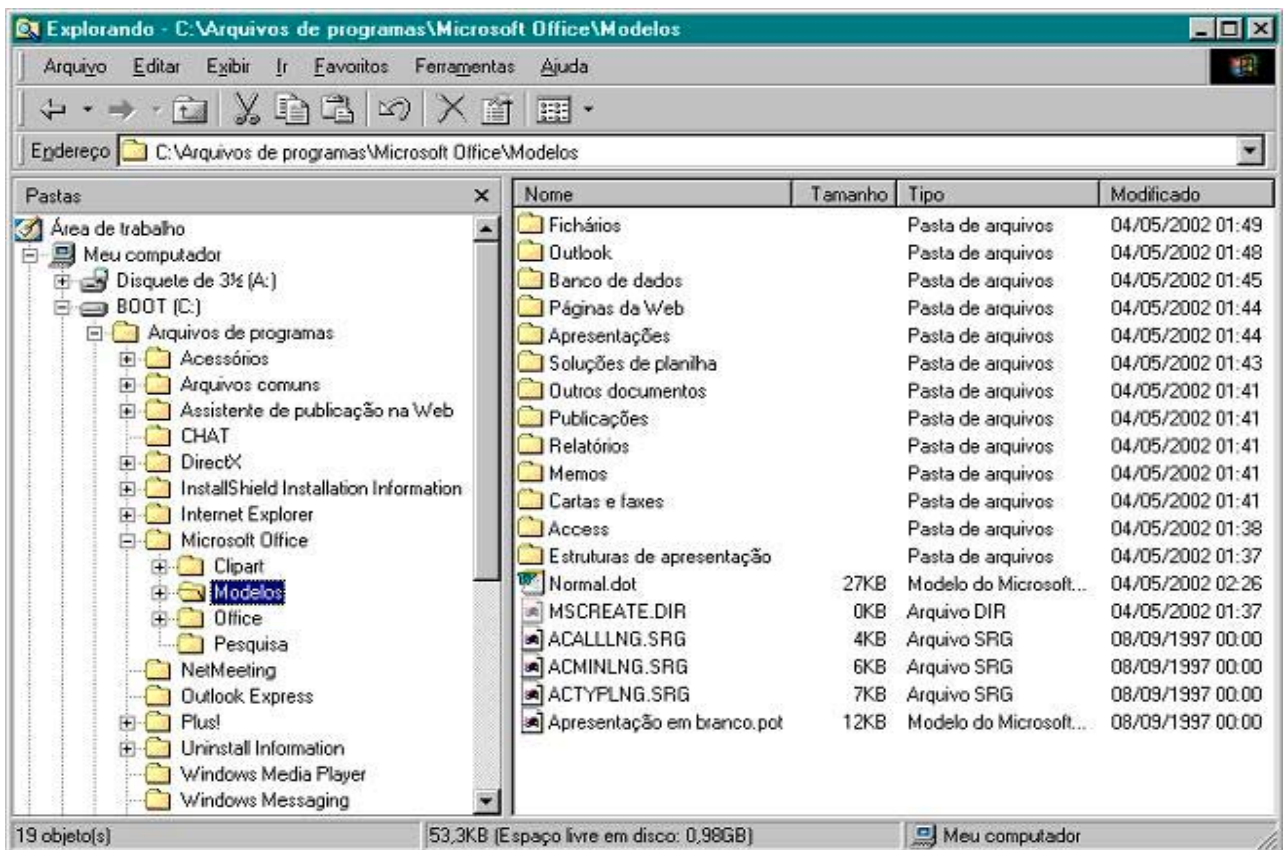 Explorando - C:\Arquivos de programas\Microsoft Office\Modelos
Arquivo Editar Exibir Ir Favoritos Ferramentas Ajuda
Endereço C:\Arquivos de programas\Microsoft Office\Modelos
Pastas
Área de trabalho
Meu computador
Disquete de 3½ (A:)
BOOT (C:)
Arquivos de programas
Acessórios
Arquivos comuns
Assistente de publicação na Web
CHAT
DirectX
InstallShield Installation Information
Internet Explorer
Microsoft Office
Clipart
Modelos
Office
Pesquisa
NetMeeting
Outlook Express
Plus!
Uninstall Information
Windows Media Player
Windows Messaging
Nome Tamanho Tipo Modificado
Fichários Pasta de arquivos 04/05/2002 01:49
Outlook Pasta de arquivos 04/05/2002 01:48
Banco de dados Pasta de arquivos 04/05/2002 01:45
Páginas da Web Pasta de arquivos 04/05/2002 01:44
Apresentações Pasta de arquivos 04/05/2002 01:44
Soluções de planilha Pasta de arquivos 04/05/2002 01:43
Outros documentos Pasta de arquivos 04/05/2002 01:41
Publicações Pasta de arquivos 04/05/2002 01:41
Relatórios Pasta de arquivos 04/05/2002 01:41
Memos Pasta de arquivos 04/05/2002 01:41
Cartas e faxes Pasta de arquivos 04/05/2002 01:41
Access Pasta de arquivos 04/05/2002 01:38
Estruturas de apresentação Pasta de arquivos 04/05/2002 01:37
Normal.dot 27KB Modelo do Microsoft... 04/05/2002 02:26
MSCREATE.DIR 0KB Arquivo DIR 04/05/2002 01:37
ACALLLNG.SRG 4KB Arquivo SRG 08/09/1997 00:00
ACMINLNG.SRG 6KB Arquivo SRG 08/09/1997 00:00
ACTYPLNG.SRG 7KB Arquivo SRG 08/09/1997 00:00
Apresentação em branco.pot 12KB Modelo do Microsoft... 08/09/1997 00:00
19 objeto(s) 53,3KB (Espaço livre em disco: 0,98GB) Meu computador